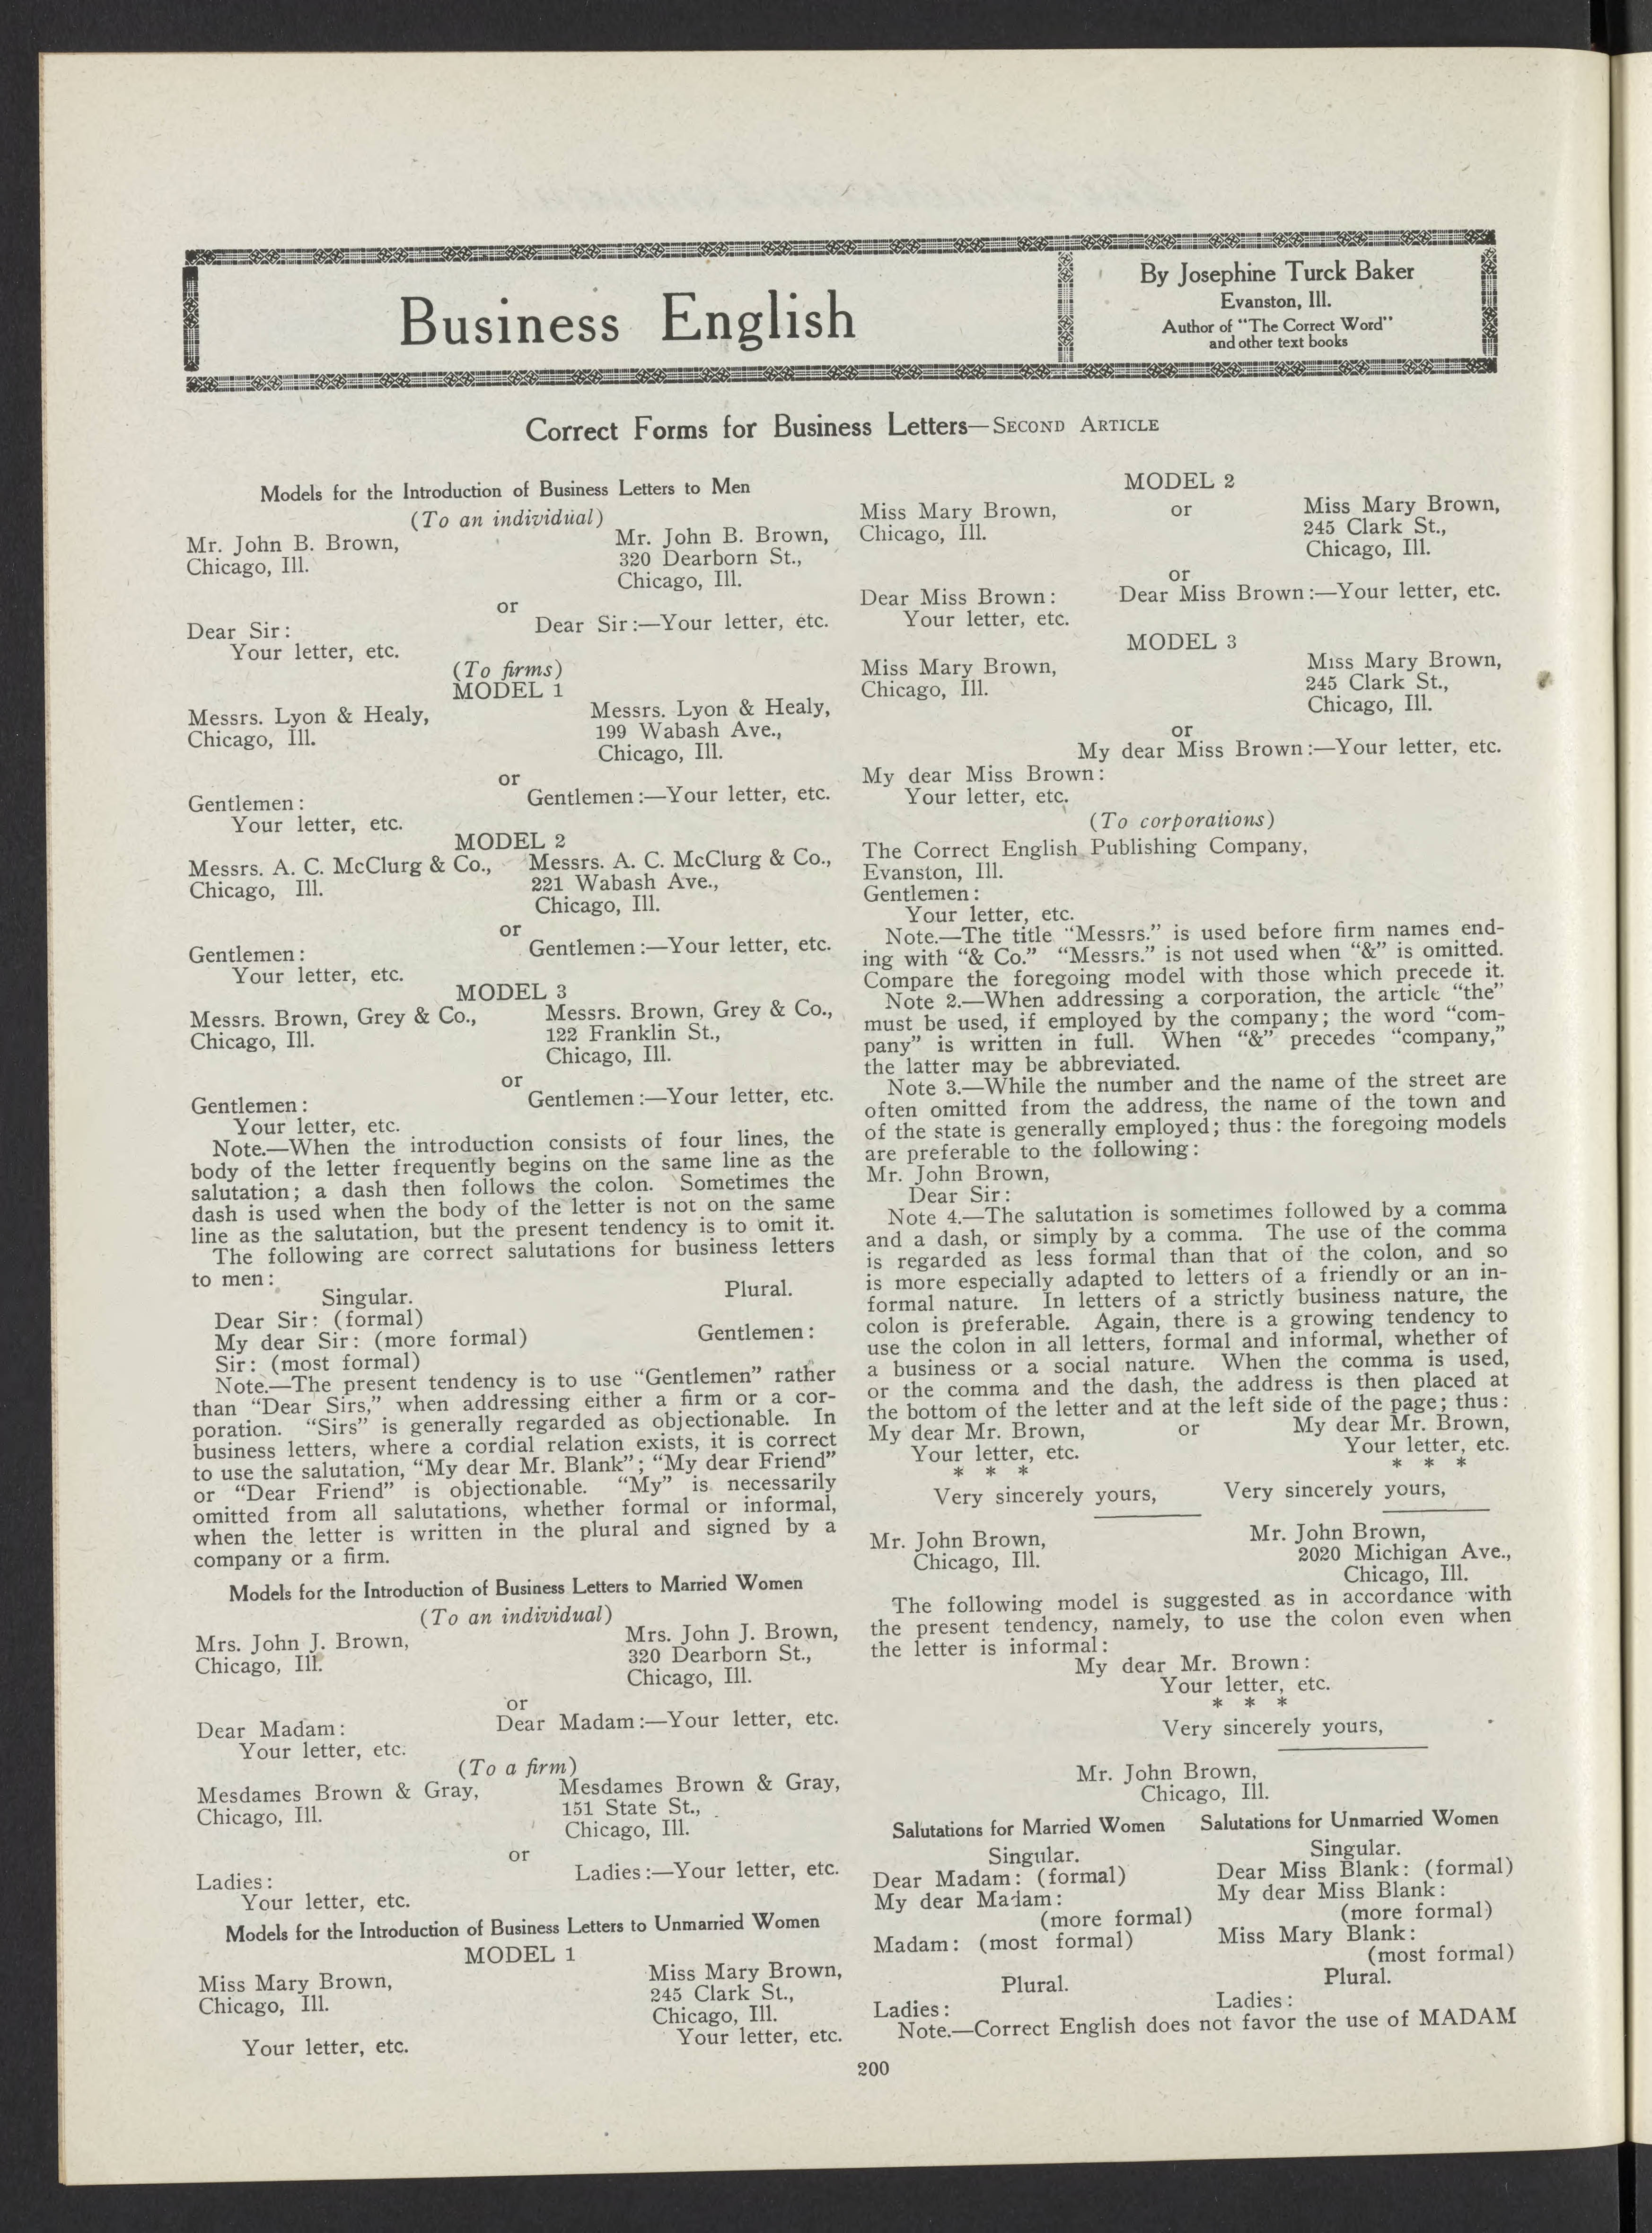 Business English
By Josephine Turck Baker
Evanston, Ill.
Author of "The Correct Word"
and other text books
Correct Forms for Business Letters—SECOND ARTICLE
Models for the Introduction of Business Letters to Men
(To an individual)
Mr. John B. Brown,
Chicago, Ill.
Mr. John B. Brown,
320 Dearborn St.,
Chicago, Ill.
or
Dear Sir:
Your letter, etc.
Dear Sir:—Your letter, etc.
(To firms)
MODEL 1
Messrs. Lyon & Healy,
Chicago, Ill.
Messrs. Lyon & Healy,
199 Wabash Ave.,
Chicago, Ill.
or
Gentlemen:
Your letter, etc.
Gentlemen:—Your letter, etc.
MODEL 2
Messrs. A. C. McClurg & Co.,
Chicago, Ill.
Messrs. A. C. McClurg & Co.,
221 Wabash Ave.,
Chicago, Ill.
or
Gentlemen:
Your letter, etc.
Gentlemen:—Your letter, etc.
MODEL 3
Messrs. Brown, Grey & Co.,
Chicago, Ill.
Messrs. Brown, Grey & Co.,
122 Franklin St.,
Chicago, Ill.
or
Gentlemen:
Your letter, etc.
Gentlemen:—Your letter, etc.
Note.—When the introduction consists of four lines, the
body of the letter frequently begins on the same line as the
salutation; a dash then follows the colon. Sometimes the
dash is used when the body of the letter is not on the same
line as the salutation, but the present tendency is to omit it.
The following are correct salutations for business letters
to men:
Singular.
Plural.
Dear Sir: (formal)
My dear Sir: (more formal)
Gentlemen:
Sir: (most formal)
Note.—The present tendency is to use "Gentlemen" rather
than "Dear Sirs," when addressing either a firm or a cor-
poration. "Sirs" is generally regarded as objectionable. In
business letters, where a cordial relation exists, it is correct
to use the salutation, "My dear Mr. Blank"; "My dear Friend"
or "Dear Friend" is objectionable. "My" is necessarily
omitted from all salutations, whether formal or informal,
when the letter is written in the plural and signed by a
company or a firm.
Models for the Introduction of Business Letters to Married Women
(To an individual)
Mrs. John J. Brown,
Chicago, Ill.
Mrs. John J. Brown,
320 Dearborn St.,
Chicago, Ill.
or
Dear Madam:
Your letter, etc.
Dear Madam:—Your letter, etc.
(To a firm)
Mesdames Brown & Gray,
Chicago, Ill.
Mesdames Brown & Gray,
151 State St.,
Chicago, Ill.
or
Ladies:
Your letter, etc.
Ladies:—Your letter, etc.
Models for the Introduction of Business Letters to Unmarried Women
MODEL 1
Miss Mary Brown,
Chicago, Ill.
Your letter, etc.
Miss Mary Brown,
245 Clark St.,
Chicago, Ill.
Your letter, etc.
MODEL 2
Miss Mary Brown,
Chicago, Ill.
or
Miss Mary Brown,
245 Clark St.,
Chicago, Ill.
or
Dear Miss Brown:
Your letter, etc.
Dear Miss Brown:—Your letter, etc.
MODEL 3
Miss Mary Brown,
Chicago, Ill.
Miss Mary Brown,
245 Clark St.,
Chicago, Ill.
or
My dear Miss Brown:—Your letter, etc.
My dear Miss Brown:
Your letter, etc.
(To corporations)
The Correct English Publishing Company,
Evanston, Ill.
Gentlemen:
Your letter, etc.
Note.—The title "Messrs." is used before firm names end-
ing with "& Co." "Messrs." is not used when "&" is omitted.
Compare the foregoing model with those which precede it.
Note 2.—When addressing a corporation, the article "the"
must be used, if employed by the company; the word "com-
pany" is written in full. When "&" precedes "company,"
the latter may be abbreviated.
Note 3.—While the number and the name of the street are
often omitted from the address, the name of the town and
of the state is generally employed; thus: the foregoing models
are preferable to the following:
Mr. John Brown,
Dear Sir:
Note 4.—The salutation is sometimes followed by a comma
and a dash, or simply by a comma. The use of the comma
is regarded as less formal than that of the colon, and so
is more especially adapted to letters of a friendly or an in-
formal nature. In letters of a strictly business nature, the
colon is preferable. Again, there is a growing tendency to
use the colon in all letters, formal and informal, whether of
a business or a social nature. When the comma is used,
or the comma and the dash, the address is then placed at
the bottom of the letter and at the left side of the page; thus:
My dear Mr. Brown,
or
My dear Mr. Brown,
Your letter, etc.
Your letter, etc.
* * *
* * *
Very sincerely yours,
Very sincerely yours,
Mr. John Brown,
Chicago, Ill.
Mr. John Brown,
2020 Michigan Ave.,
Chicago, Ill.
The following model is suggested as in accordance with
the present tendency, namely, to use the colon even when
the letter is informal:
My dear Mr. Brown:
Your letter, etc.
* * *
Very sincerely yours,
Mr. John Brown,
Chicago, Ill.
Salutations for Married Women
Singular.
Dear Madam: (formal)
My dear Madam:
(more formal)
Madam: (most formal)
Plural.
Ladies:
Salutations for Unmarried Women
Singular.
Dear Miss Blank: (formal)
My dear Miss Blank:
(more formal)
Miss Mary Blank:
(most formal)
Plural.
Ladies:
Note.—Correct English does not favor the use of MADAM
200